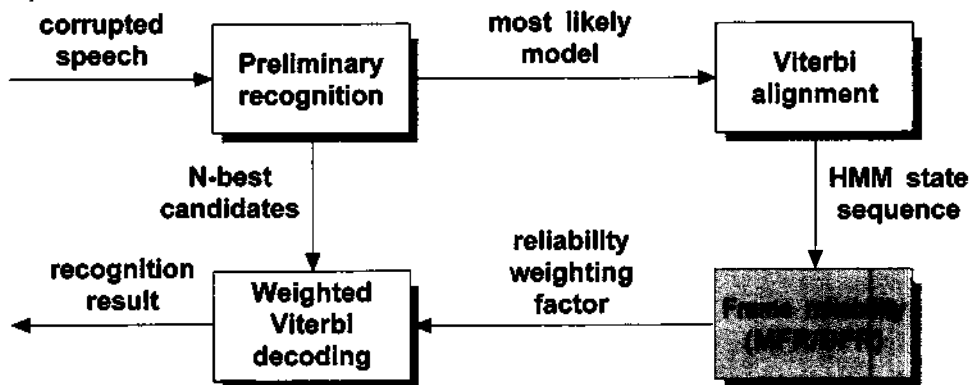 corrupted
speech
Preliminary
recognition
most likely
model
Viterbi
alignment
N-best
candidates
HMM state
sequence
recognition
result
Weighted
Viterbi
decoding
reliability
weighting
factor
Frame